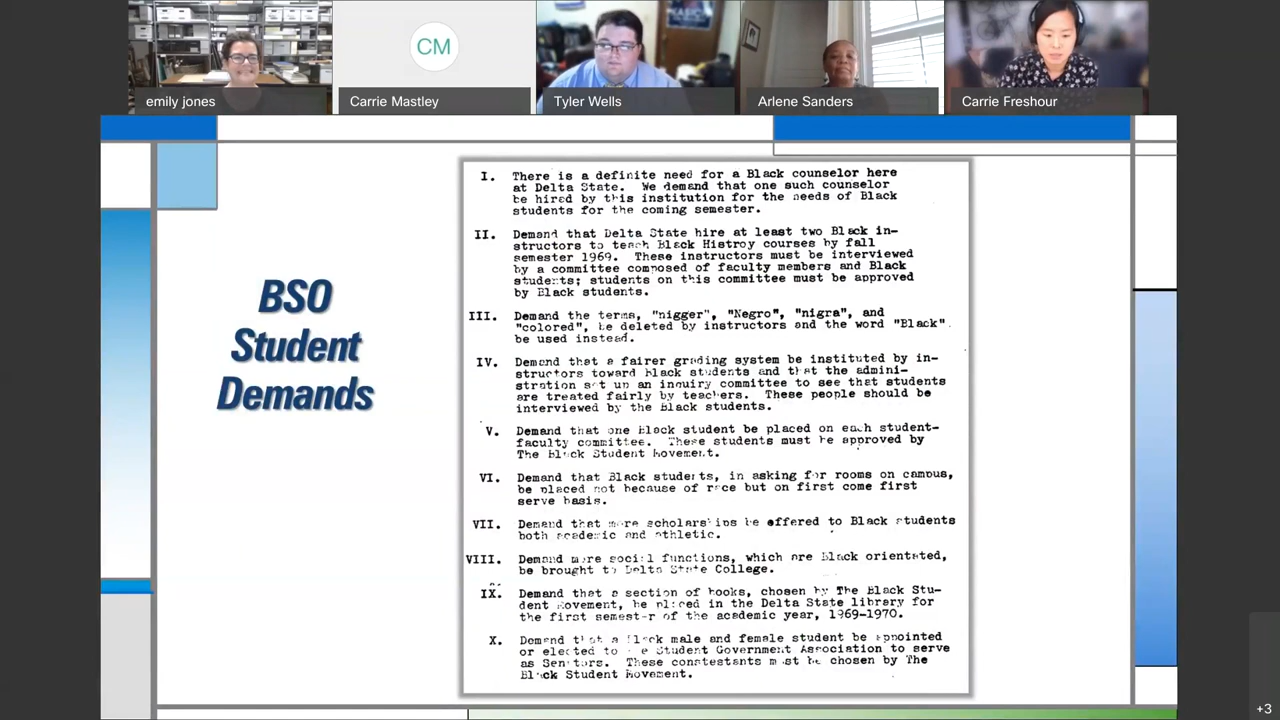 CM
emily jones
Carrie Mastley
Tyler Wells
Arlene Sanders
Carrie Freshour
BSO
Student
Demands
I. There is a definite need for a Black counselor here
at Delta State. We demand that one such counselor
be hired by this institution for the needs of Black
students for the coming semester.
II. Demand that Delta State hire at least two Black in-
structors to teach Black Histroy courses by fall
semester 1969. These instructors must be interviewed
by a committee composed of faculty members and Black
students; students on this committee must be approved
by Black students.
III. Demand the terms, "nigger", "Negro", "nigra", and
"colored", be deleted by instructors and the word "Black"
be used instead.
IV. Demand that a fairer grading system be instituted by in-
structors toward Black students and that the admini-
stration set up an inquiry committee to see that students
are treated fairly by teachers. These people should be
interviewed by the Black students.
V. Demand that one Black student be placed on each student-
faculty committee. These students must be approved by
The Black Student Movement.
VI. Demand that Black students, in asking for rooms on campus,
be placed not because of race but on first come first
serve basis.
VII. Demand that more scholarships be offered to Black students
both academic and athletic.
VIII. Demand more social functions, which are Black orientated,
be brought to Delta State College.
IX. Demand that a section of books, chosen by The Black Stu-
dent Movement, be placed in the Delta State library for
the first semester of the academic year, 1969-1970.
X. Demand that a Black male and female student be appointed
or elected to the Student Government Association to serve
as Senators. These constestants must be chosen by The
Black Student Movement.
+3